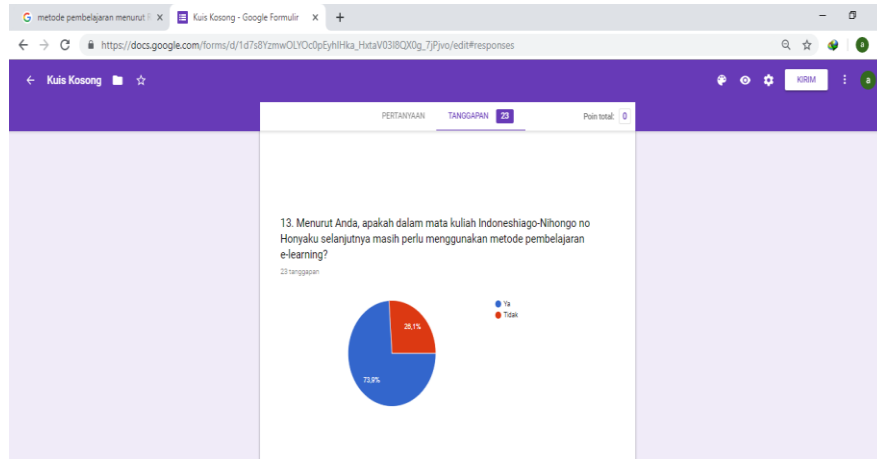 metode pembelajaran menurut
Kuis Kosong - Google Formulir
https://docs.google.com/forms/d/1d7s8YzmwOLYOc0pEyhIHka_HxtaV03I8QX0g_7jPjvo/edit#responses
a
Kuis Kosong
KIRIM
a
PERTANYAAN
TANGGAPAN 23
Poin total: 0
13. Menurut Anda, apakah dalam mata kuliah Indoneshiago-Nihongo no
Honyaku selanjutnya masih perlu menggunakan metode pembelajaran
e-learning?
23 tanggapan
Ya
Tidak
26,1%
73,9%